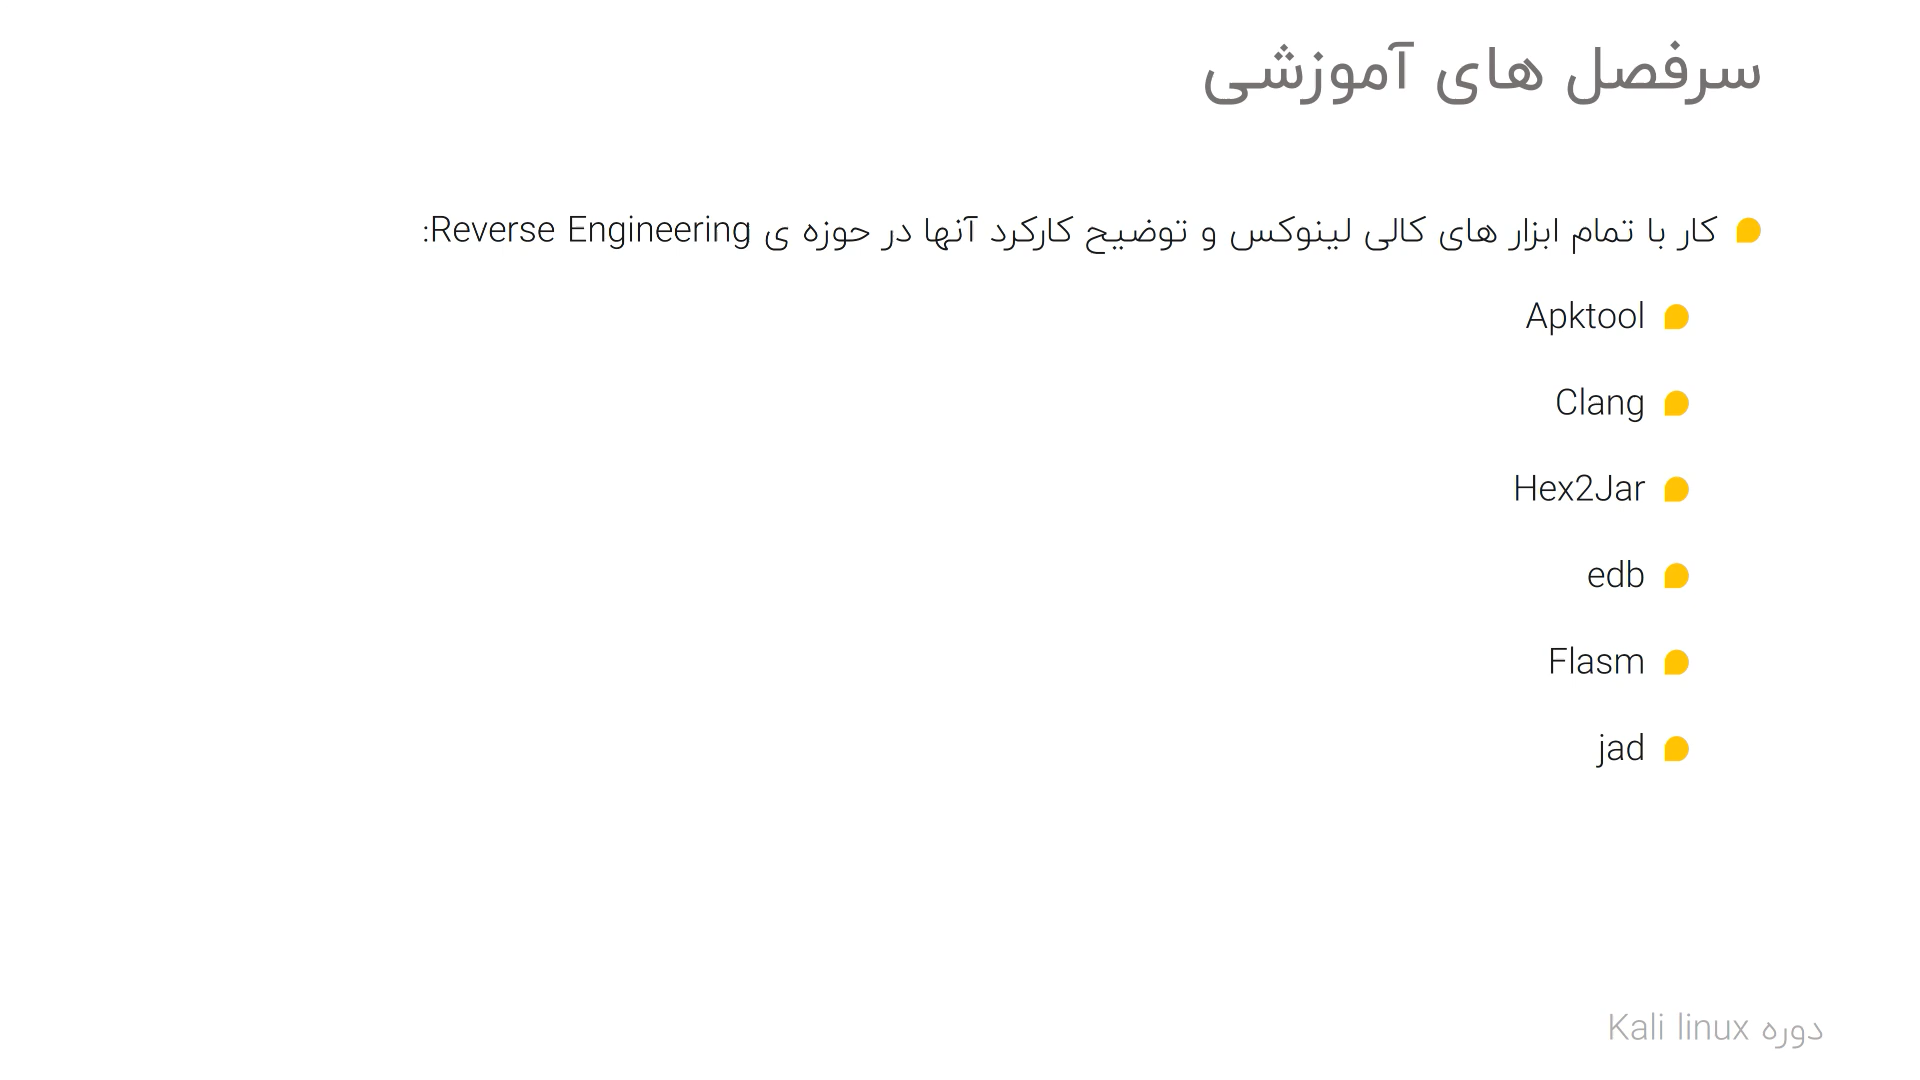 سرفصل های آموزشی
کار با تمام ابزار های کالی لینوکس و توضیح کارکرد آنها در حوزه ی Reverse Engineering:
Apktool
Clang
Hex2Jar
edb
Flasm
jad
دوره Kali linux